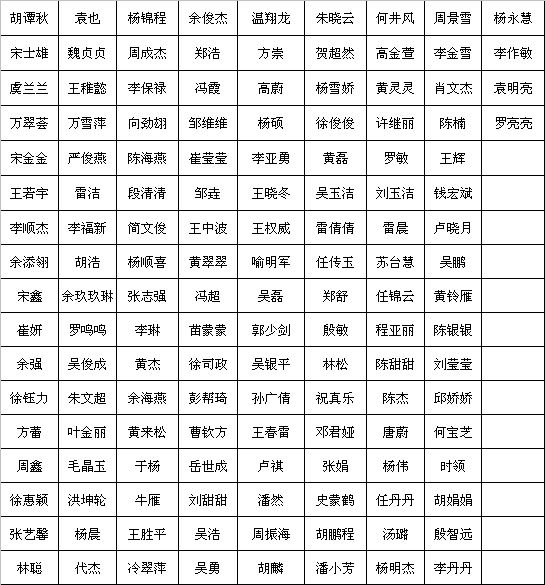 胡谭秋 袁也 杨锦程 余俊杰 温翔龙 朱晓云 何井风 周景雪 杨永慧
宋士雄 魏贞贞 周成杰 郑浩 方崇 贺超然 高金萱 李金雪 李作敏
虞兰兰 王稚懿 李保禄 冯霞 高蔚 杨雪娇 黄灵灵 肖文杰 袁明亮
万翠荟 万雪萍 向劲翃 邹维维 杨硕 徐俊俊 许继丽 陈楠 罗亮亮
宋金金 严俊燕 陈海燕 崔莹莹 李亚勇 黄磊 罗敏 王辉
王若宇 雷洁 段清清 邹垚 王晓冬 吴玉洁 刘玉洁 钱宏斌
李顺杰 李福新 简文俊 王中波 王权威 雷倩倩 雷晨 卢晓月
余添翎 胡浩 杨顺喜 黄翠翠 喻明军 任传玉 苏台慧 吴鹏
宋鑫 余玖玖琳 张志强 冯超 吴磊 郑舒 任锦云 黄铃雁
崔妍 罗鸣鸣 李琳 苗蒙蒙 郭少剑 殷敏 程亚丽 陈银银
余强 吴俊成 黄杰 徐司政 吴银平 林松 陈甜甜 刘莹莹
徐钰力 朱文超 余海燕 彭帮琦 孙广倩 祝真乐 陈杰 邱娇娇
方蕾 叶金丽 黄来松 曹钦方 王春雷 邓君娅 唐蔚 何宝芝
周鑫 毛晶玉 于杨 岳世成 卢祺 张娟 杨伟 时领
徐惠颖 洪坤轮 牛雁 刘甜甜 潘然 史蒙鹤 任丹丹 胡娟娟
张艺馨 杨晨 王胜平 吴浩 周振海 胡鹏程 汤璐 殷智远
林聪 代杰 冷翠萍 吴勇 胡麟 潘小芳 杨明杰 李丹丹